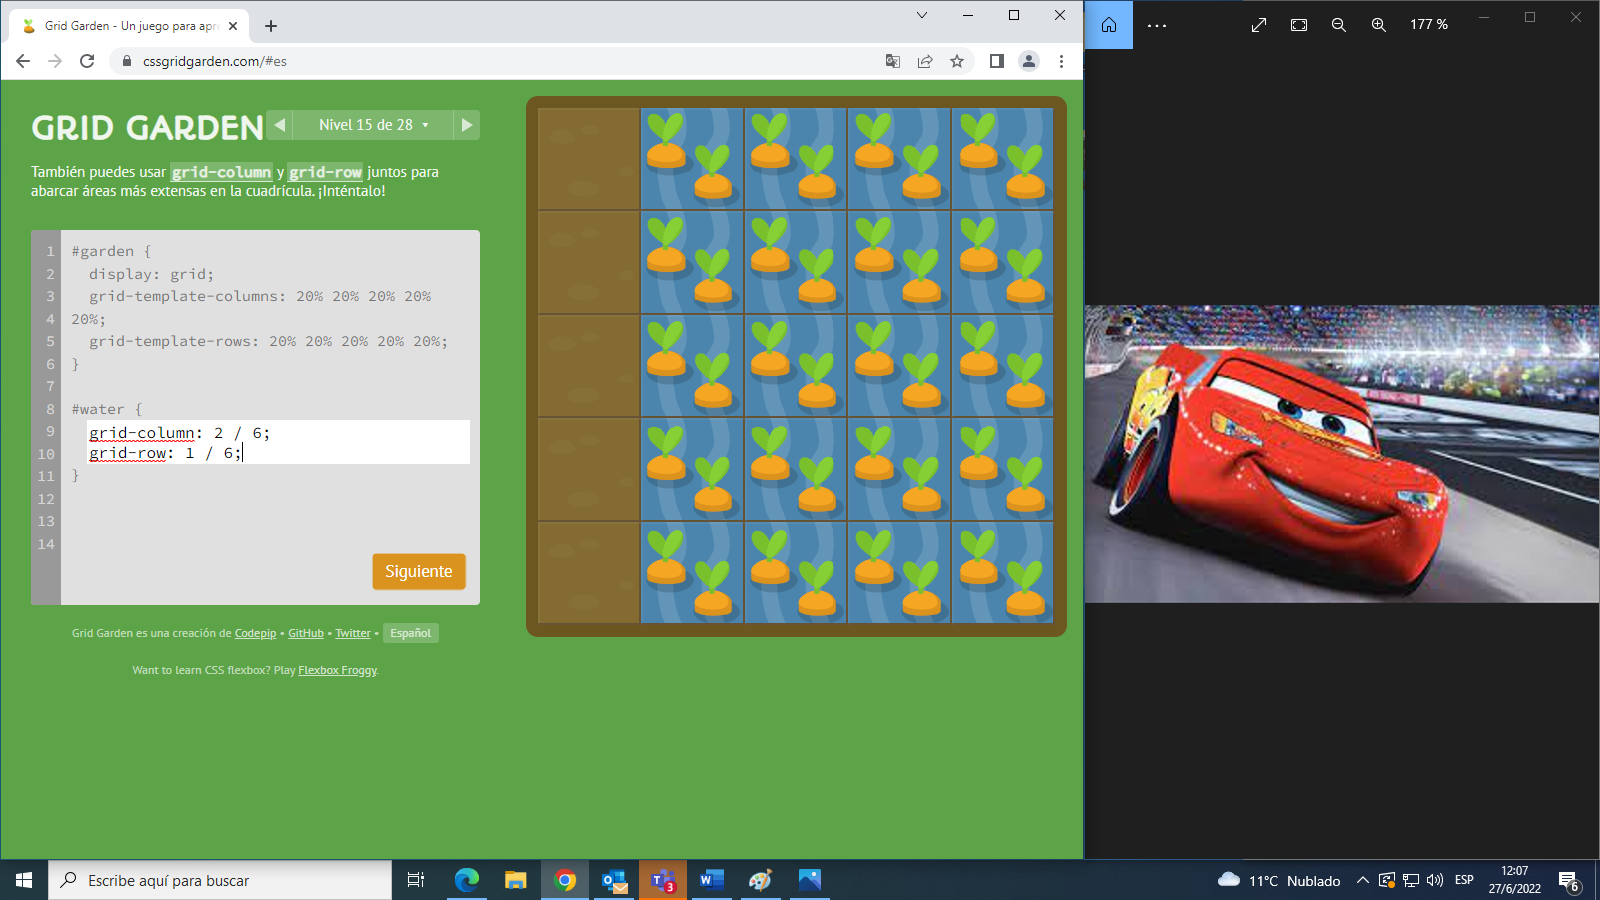 Grid Garden - Un juego para apre
cssgridgarden.com/#es
177 %
GRID GARDEN
Nivel 15 de 28
También puedes usar grid-column y grid-row juntos para
abarcar áreas más extensas en la cuadrícula. ¡Inténtalo!
1 #garden {
2 display: grid;
3 grid-template-columns: 20% 20% 20% 20%
4 20%;
5 grid-template-rows: 20% 20% 20% 20% 20%;
6 }
7
8 #water {
9 grid-column: 2 / 6;
10 grid-row: 1 / 6;
11 }
12
13
14
Siguiente
Grid Garden es una creación de Codepip • GitHub • Twitter • Español
Want to learn CSS flexbox? Play Flexbox Froggy.
Escribe aquí para buscar
3
11°C Nublado
ESP
12:07
27/6/2022
6